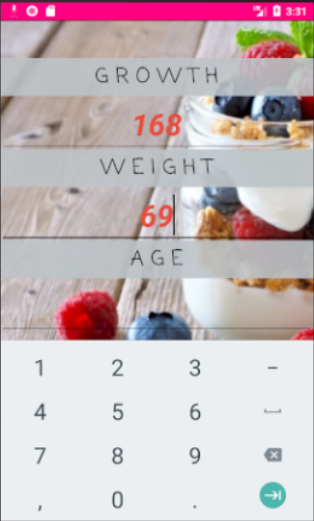 3:31
GROWTH
168
WEIGHT
69
AGE
1 2 3 -
4 5 6
7 8 9
, 0 .